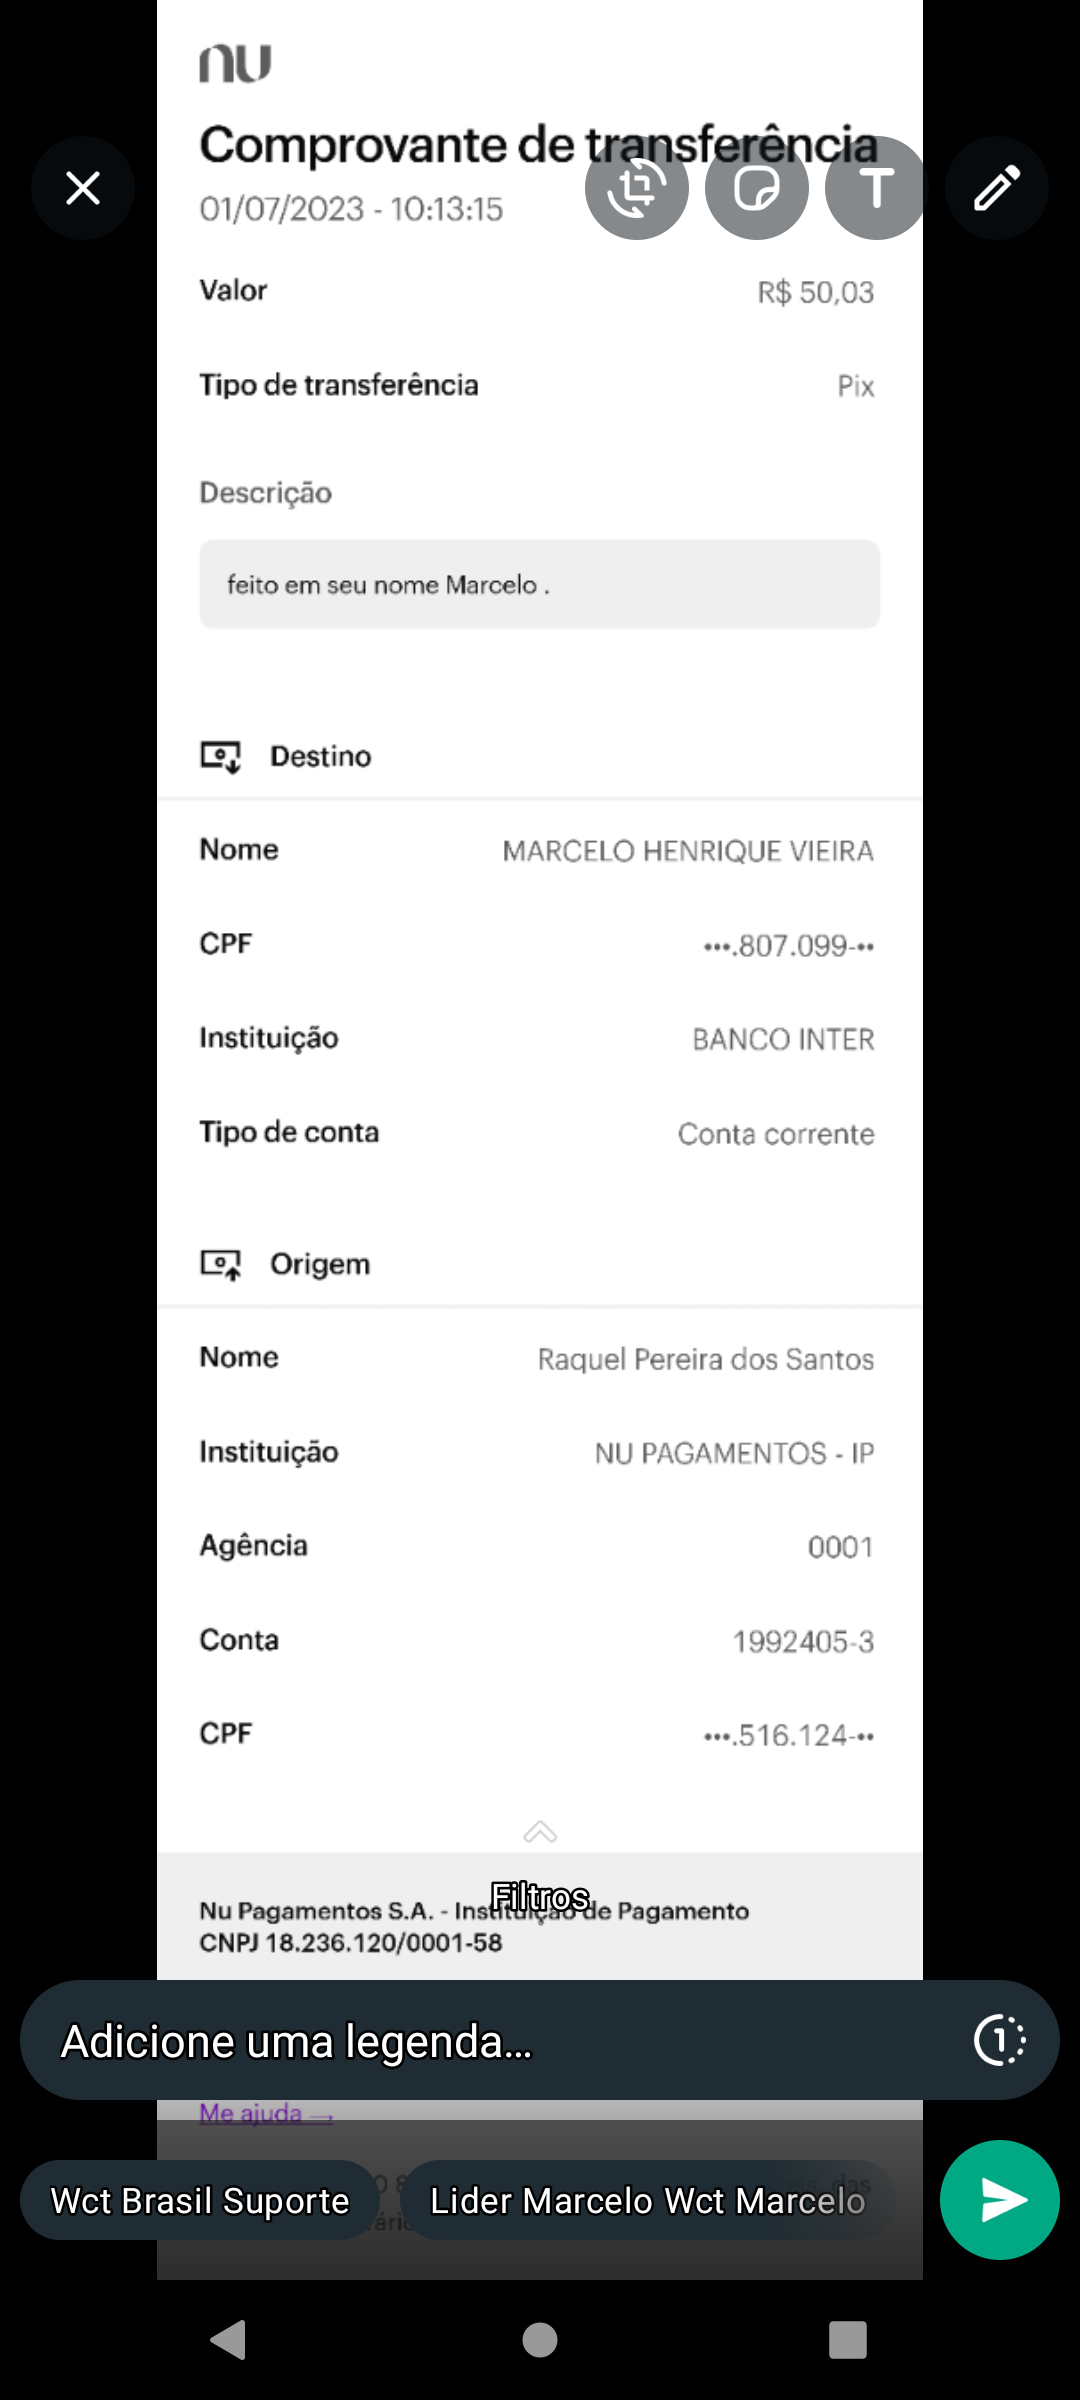 nu
Comprovante de transferência
01/07/2023 - 10:13:15
T
Valor R$ 50,03
Tipo de transferência Pix
Descrição
feito em seu nome Marcelo .
Destino
Nome MARCELO HENRIQUE VIEIRA
CPF •••.807.099-••
Instituição BANCO INTER
Tipo de conta Conta corrente
Origem
Nome Raquel Pereira dos Santos
Instituição NU PAGAMENTOS - IP
Agência 0001
Conta 1992405-3
CPF •••.516.124-••
Filtros
Nu Pagamentos S.A. - Instituição de Pagamento
CNPJ 18.236.120/0001-58
Adicione uma legenda...
1
Me ajuda →
Wct Brasil Suporte
Lider Marcelo Wct Marcelo